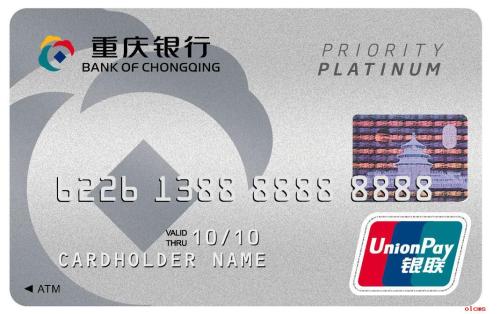 重庆银行
BANK OF CHONGQING
PRIORITY
PLATINUM
6226 1388 8888 8888
VALID
THRU 10/10
CARDHOLDER NAME
ATM
UnionPay
银联
olcms